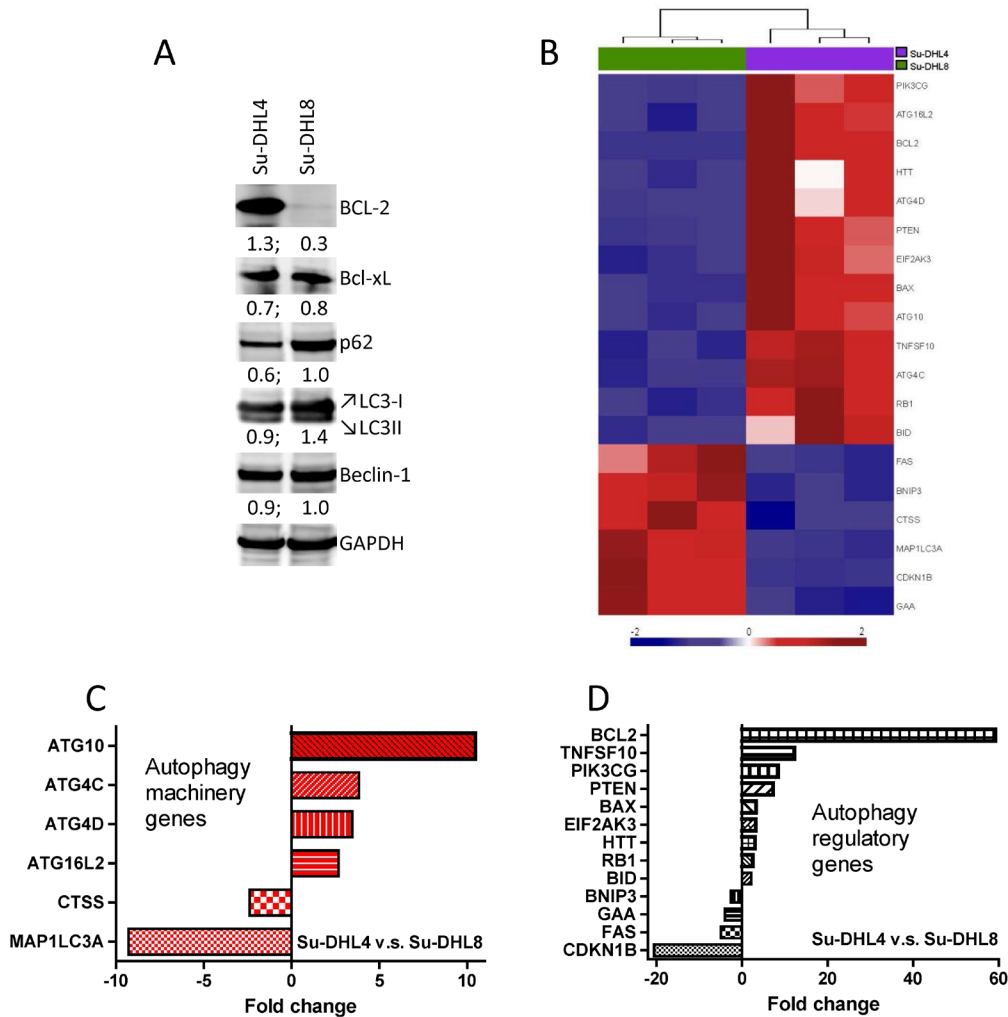 A
Su-DHL4
Su-DHL8
BCL-2
1.3; 0.3
Bcl-xL
0.7; 0.8
p62
0.6; 1.0
↗LC3-I
↘LC3II
0.9; 1.4
Beclin-1
0.9; 1.0
GAPDH
B
Su-DHL4
Su-DHL8
PIK3CG
ATG16L2
BCL2
HTT
ATG4D
PTEN
EIF2AK3
BAX
ATG10
TNFSF10
ATG4C
RB1
BID
FAS
BNIP3
CTSS
MAP1LC3A
CDKN1B
GAA
-2 0 2
C
ATG10
ATG4C
ATG4D
ATG16L2
CTSS
MAP1LC3A
Autophagy
machinery
genes
Su-DHL4 v.s. Su-DHL8
-10 -5 0 5 10
Fold change
D
BCL2
TNFSF10
PIK3CG
PTEN
BAX
EIF2AK3
HTT
RB1
BID
BNIP3
GAA
FAS
CDKN1B
Autophagy
regulatory
genes
Su-DHL4 v.s. Su-DHL8
-20 0 20 40 60
Fold change